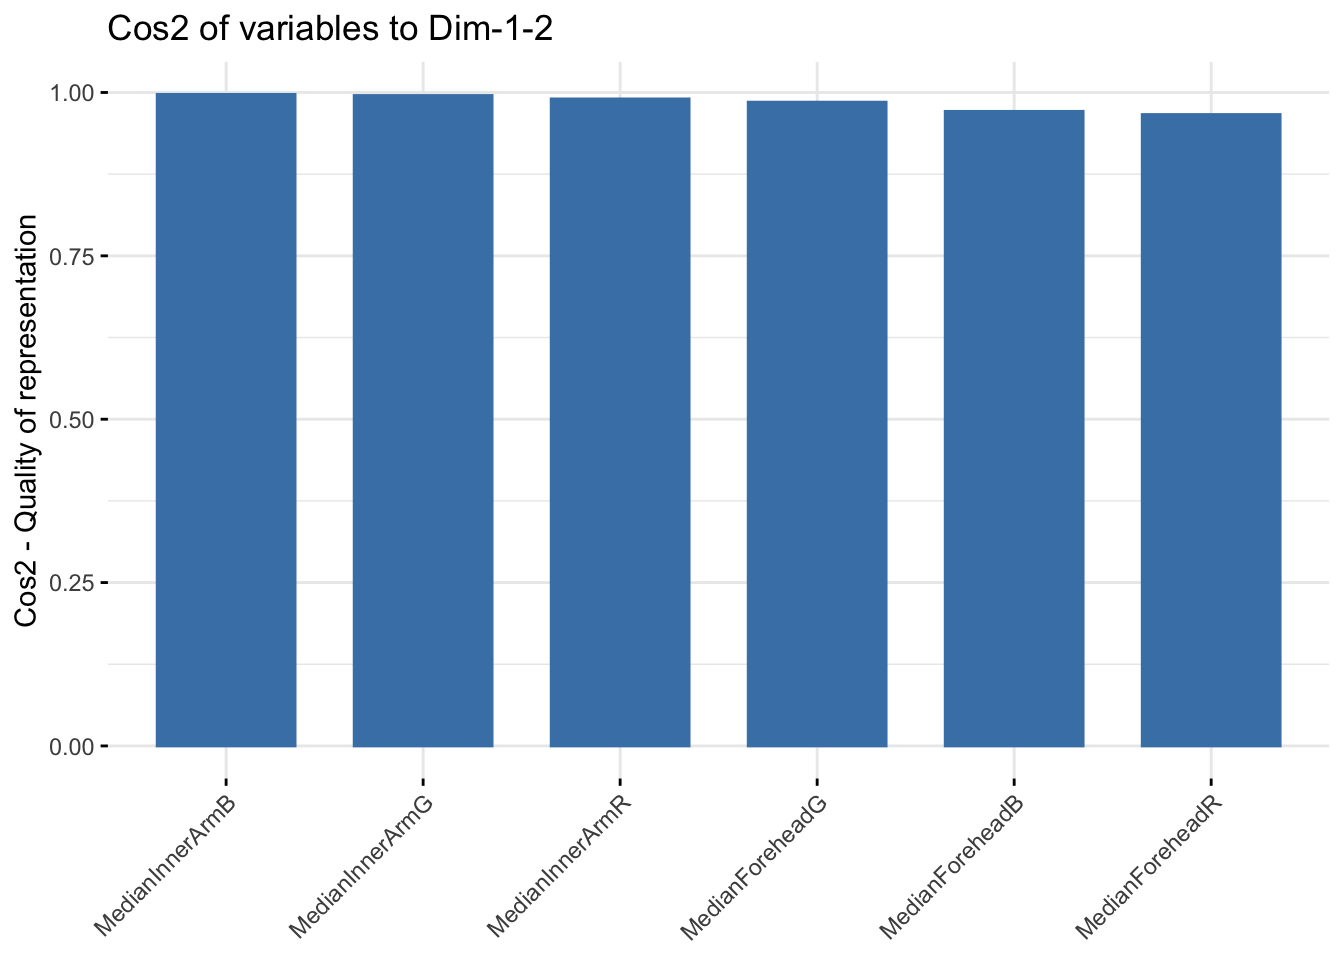 Cos2 of variables to Dim-1-2
Cos2 - Quality of representation
1.00
0.75
0.50
0.25
0.00
MedianInnerArmB
MedianInnerArmG
MedianInnerArmR
MedianForeheadG
MedianForeheadB
MedianForeheadR